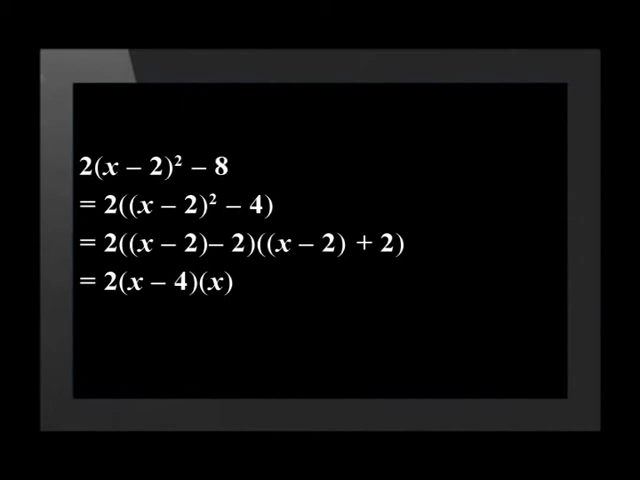 2(x – 2)² – 8
= 2((x – 2)² – 4)
= 2((x – 2)– 2)((x – 2) + 2)
= 2(x – 4)(x)